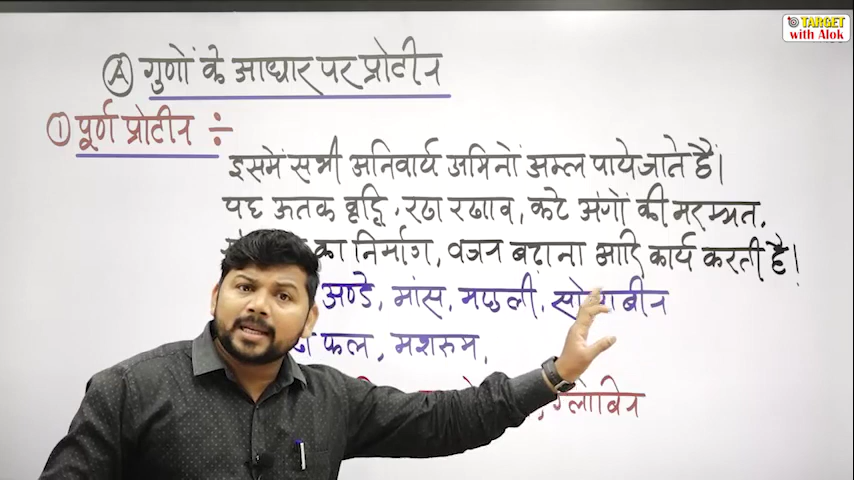 TARGET
with Alok
A गुणों के आधार पर प्रोटीन
1 पूर्ण प्रोटीन ÷
इसमें सभी अनिवार्य अमिनों अम्ल पाये जाते हैं।
यह ऊतक वृद्धि, रख रखाव, कटे अंगों की मरम्मत,
का निर्माण, वजन बढ़ाना आदि कार्य करती है।
अण्डे, मांस, मछली, सोयाबीन
फल, मशरूम,
ग्लोबिन